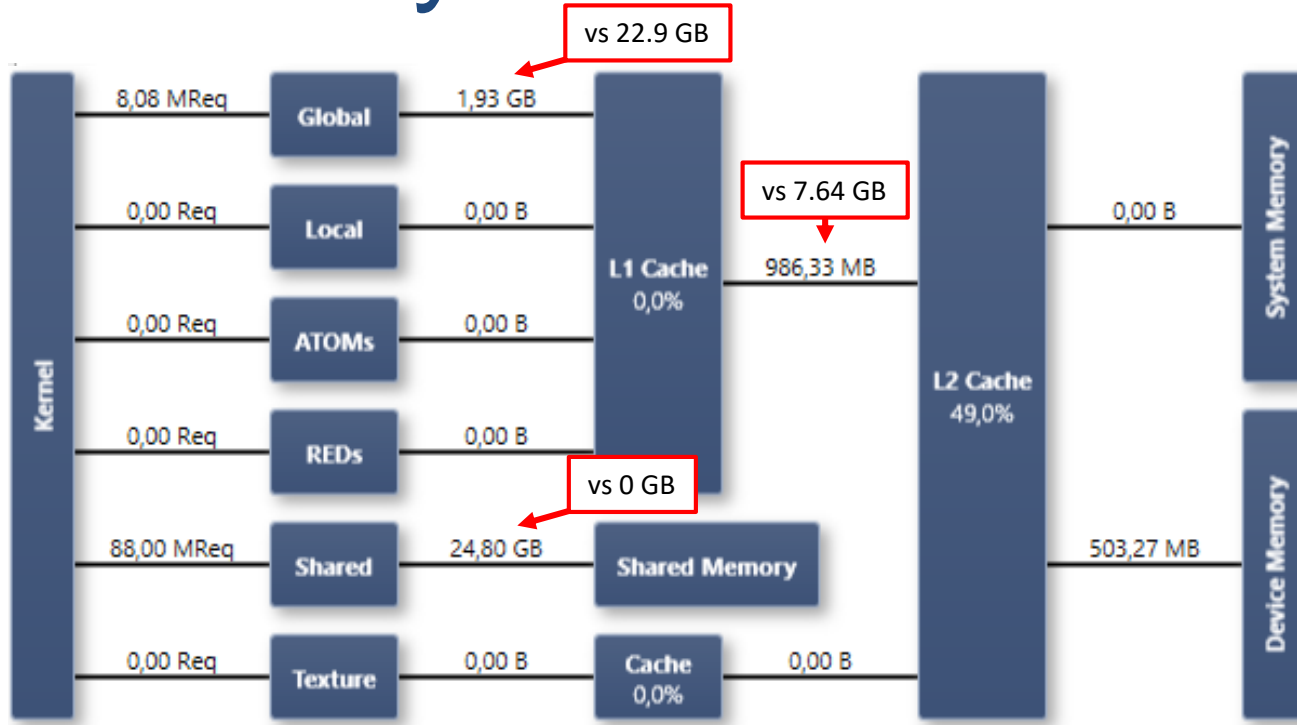 vs 22.9 GB
8,08 MReq
Global
1,93 GB
0,00 Req
Local
0,00 B
vs 7.64 GB
0,00 B
L1 Cache
0,0%
986,33 MB
0,00 Req
ATOMs
0,00 B
Kernel
System Memory
L2 Cache
49,0%
0,00 Req
REDs
0,00 B
vs 0 GB
88,00 MReq
Shared
24,80 GB
Shared Memory
503,27 MB
Device Memory
0,00 Req
Texture
0,00 B
Cache
0,0%
0,00 B